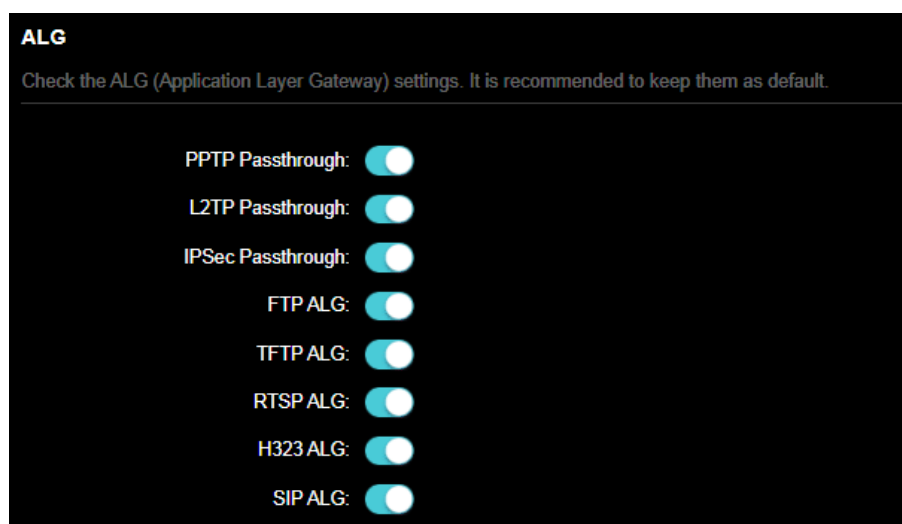 ALG
Check the ALG (Application Layer Gateway) settings. It is recommended to keep them as default.
PPTP Passthrough:
L2TP Passthrough:
IPSec Passthrough:
FTP ALG:
TFTP ALG:
RTSP ALG:
H323 ALG:
SIP ALG: